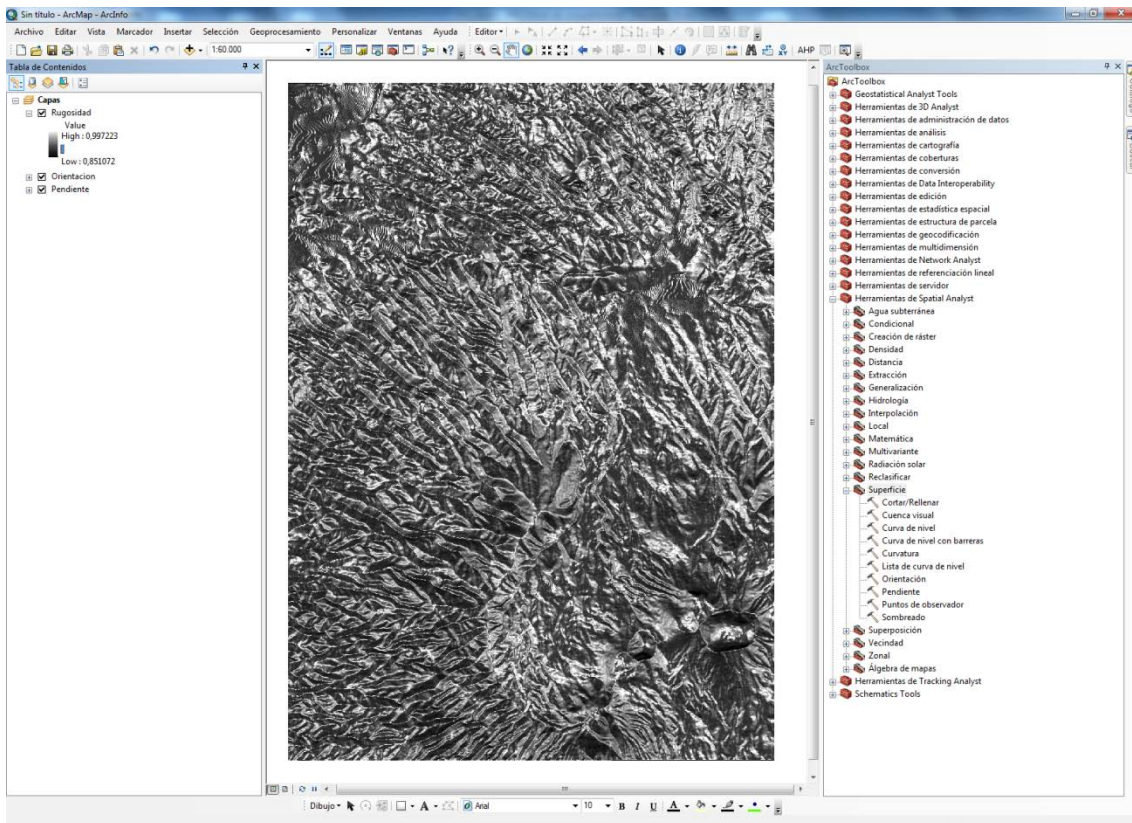 Sin título - ArcMap - ArcInfo
Archivo Editar Vista Marcador Insertar Selección Geoprocesamiento Personalizar Ventanas Ayuda Editor
1:60.000 AHP
Tabla de Contenidos
Capas
Rugosidad
Value
High : 0,997223
Low : 0,851072
Orientacion
Pendiente
ArcToolbox
ArcToolbox
Geostatistical Analyst Tools
Herramientas de 3D Analyst
Herramientas de administración de datos
Herramientas de análisis
Herramientas de cartografía
Herramientas de coberturas
Herramientas de conversión
Herramientas de Data Interoperability
Herramientas de edición
Herramientas de estadística espacial
Herramientas de estructura de parcela
Herramientas de geocodificación
Herramientas de multidimensión
Herramientas de Network Analyst
Herramientas de referenciación lineal
Herramientas de servidor
Herramientas de Spatial Analyst
Agua subterránea
Condicional
Creación de ráster
Densidad
Distancia
Extracción
Generalización
Hidrología
Interpolación
Local
Matemática
Multivariante
Radiación solar
Reclasificar
Superficie
Cortar/Rellenar
Cuenca visual
Curva de nivel
Curva de nivel con barreras
Curvatura
Lista de curva de nivel
Orientación
Pendiente
Puntos de observador
Sombreado
Superposición
Vecindad
Zonal
Álgebra de mapas
Herramientas de Tracking Analyst
Schematics Tools
Dibujo A Arial 10 B I U A